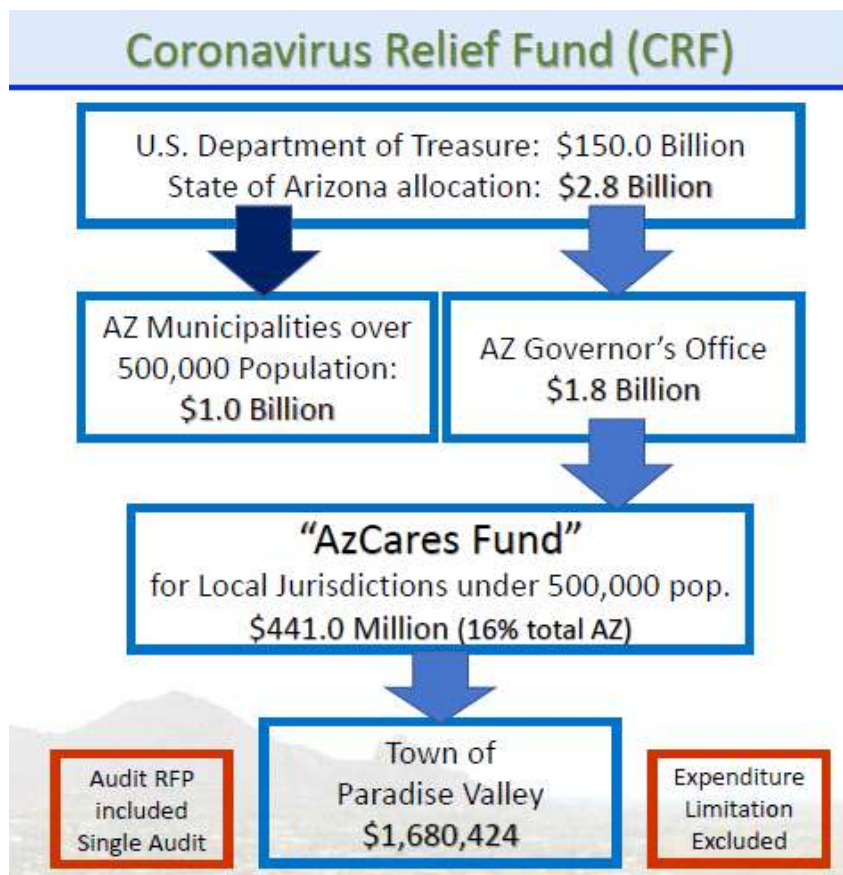 Coronavirus Relief Fund (CRF)
U.S. Department of Treasure: $150.0 Billion
State of Arizona allocation: $2.8 Billion
AZ Municipalities over
500,000 Population:
$1.0 Billion
AZ Governor’s Office
$1.8 Billion
“AzCares Fund”
for Local Jurisdictions under 500,000 pop.
$441.0 Million (16% total AZ)
Town of
Paradise Valley
$1,680,424
Audit RFP
included
Single Audit
Expenditure
Limitation
Excluded